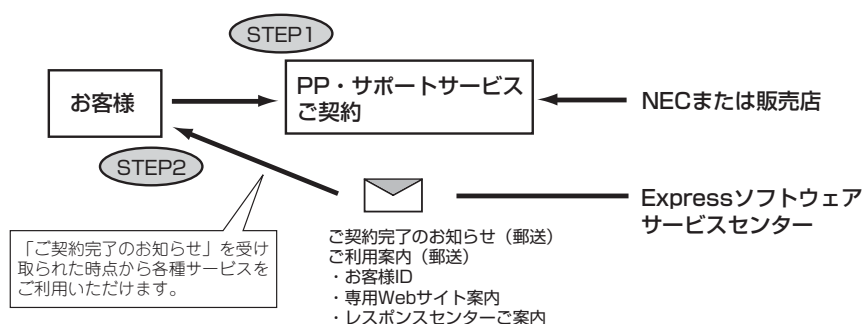 STEP1
お客様
PP・サポートサービス
ご契約
NECまたは販売店
STEP2
Expressソフトウェア
サービスセンター
「ご契約完了のお知らせ」を受け
取られた時点から各種サービスを
ご利用いただけます。
ご契約完了のお知らせ（郵送）
ご利用案内（郵送）
・お客様ID
・専用Webサイト案内
・レスポンスセンターご案内